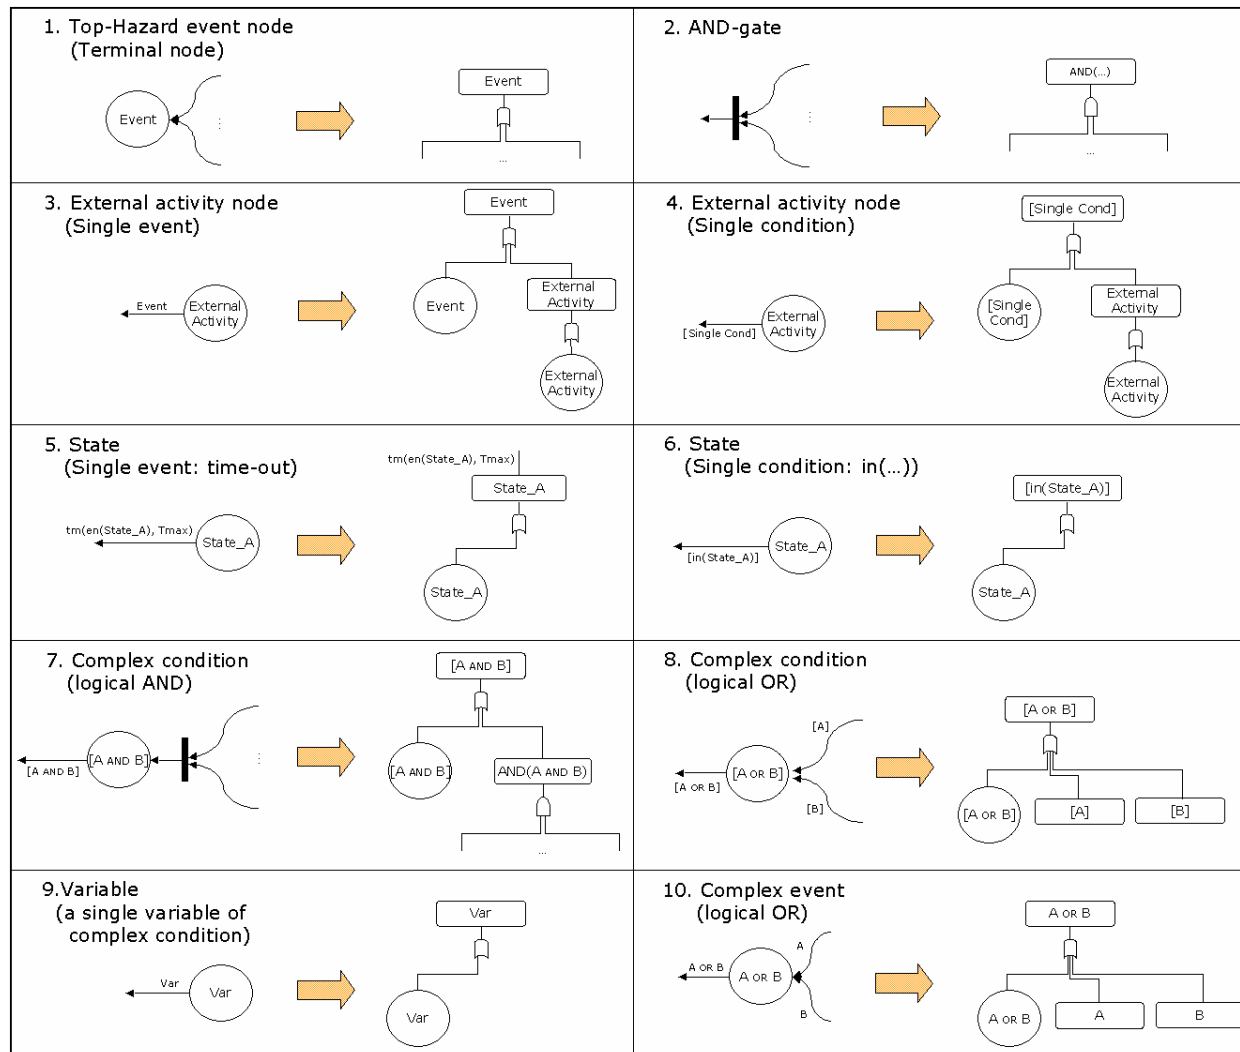 1. Top-Hazard event node
(Terminal node)
Event
...
Event
...
2. AND-gate
...
AND(...)
...
3. External activity node
(Single event)
Event
External
Activity
Event
Event
External
Activity
External
Activity
4. External activity node
(Single condition)
[Single Cond]
External
Activity
[Single Cond]
[Single
Cond]
External
Activity
External
Activity
5. State
(Single event: time-out)
tm(en(State_A), Tmax)
State_A
tm(en(State_A), Tmax)
State_A
State_A
6. State
(Single condition: in(...))
[in(State_A)]
State_A
[in(State_A)]
State_A
7. Complex condition
(logical AND)
[A AND B]
[A AND B]
...
[A AND B]
[A AND B]
AND(A AND B)
...
8. Complex condition
(logical OR)
[A OR B]
[A OR B]
[A]
[B]
[A OR B]
[A OR B]
[A]
[B]
9.Variable
(a single variable of
complex condition)
Var
Var
Var
Var
10. Complex event
(logical OR)
A OR B
A OR B
A
B
A OR B
A OR B
A
B